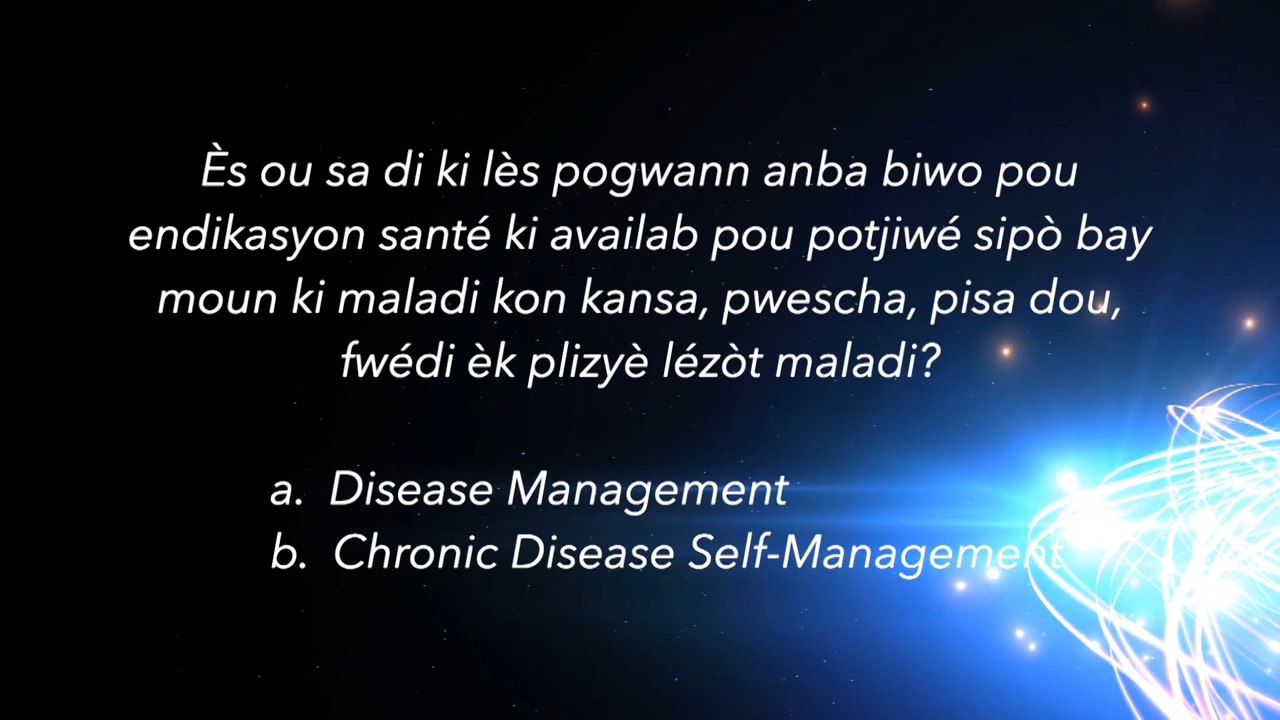 Ès ou sa di ki lès pogwann anba biwo pou
endikasyon santé ki availab pou potjiwé sipò bay
moun ki maladi kon kansa, pwescha, pisa dou,
fwédi èk plizyè lézòt maladi?
a. Disease Management
b. Chronic Disease Self-Management